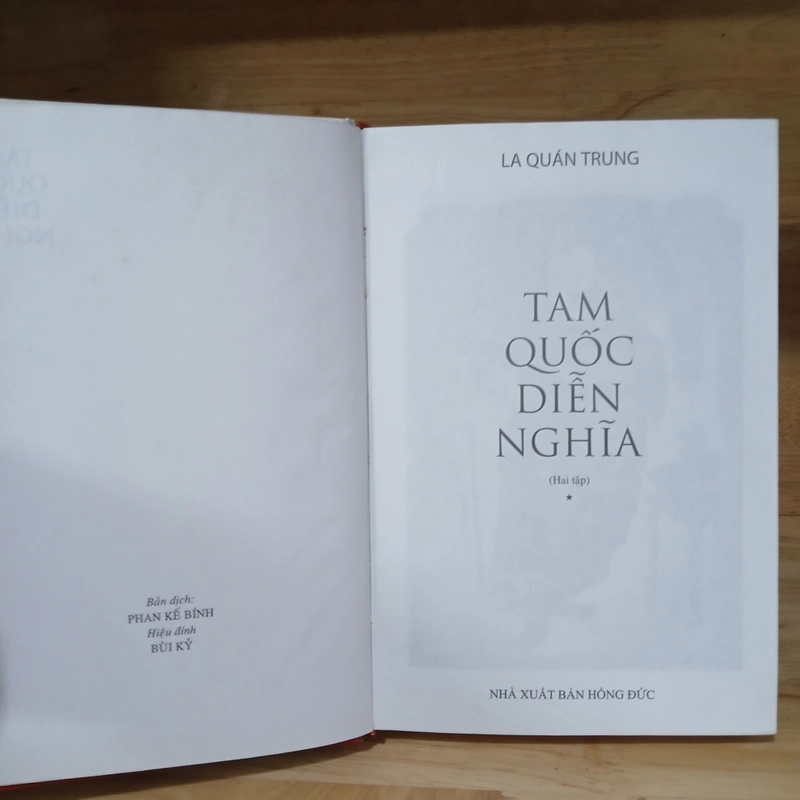 Bản dịch:
PHAN KẾ BÍNH
Hiệu đính
BÙI KỶ
LA QUÁN TRUNG
TAM
QUỐC
DIỄN
NGHĨA
(Hai tập)
★
NHÀ XUẤT BẢN HỒNG ĐỨC